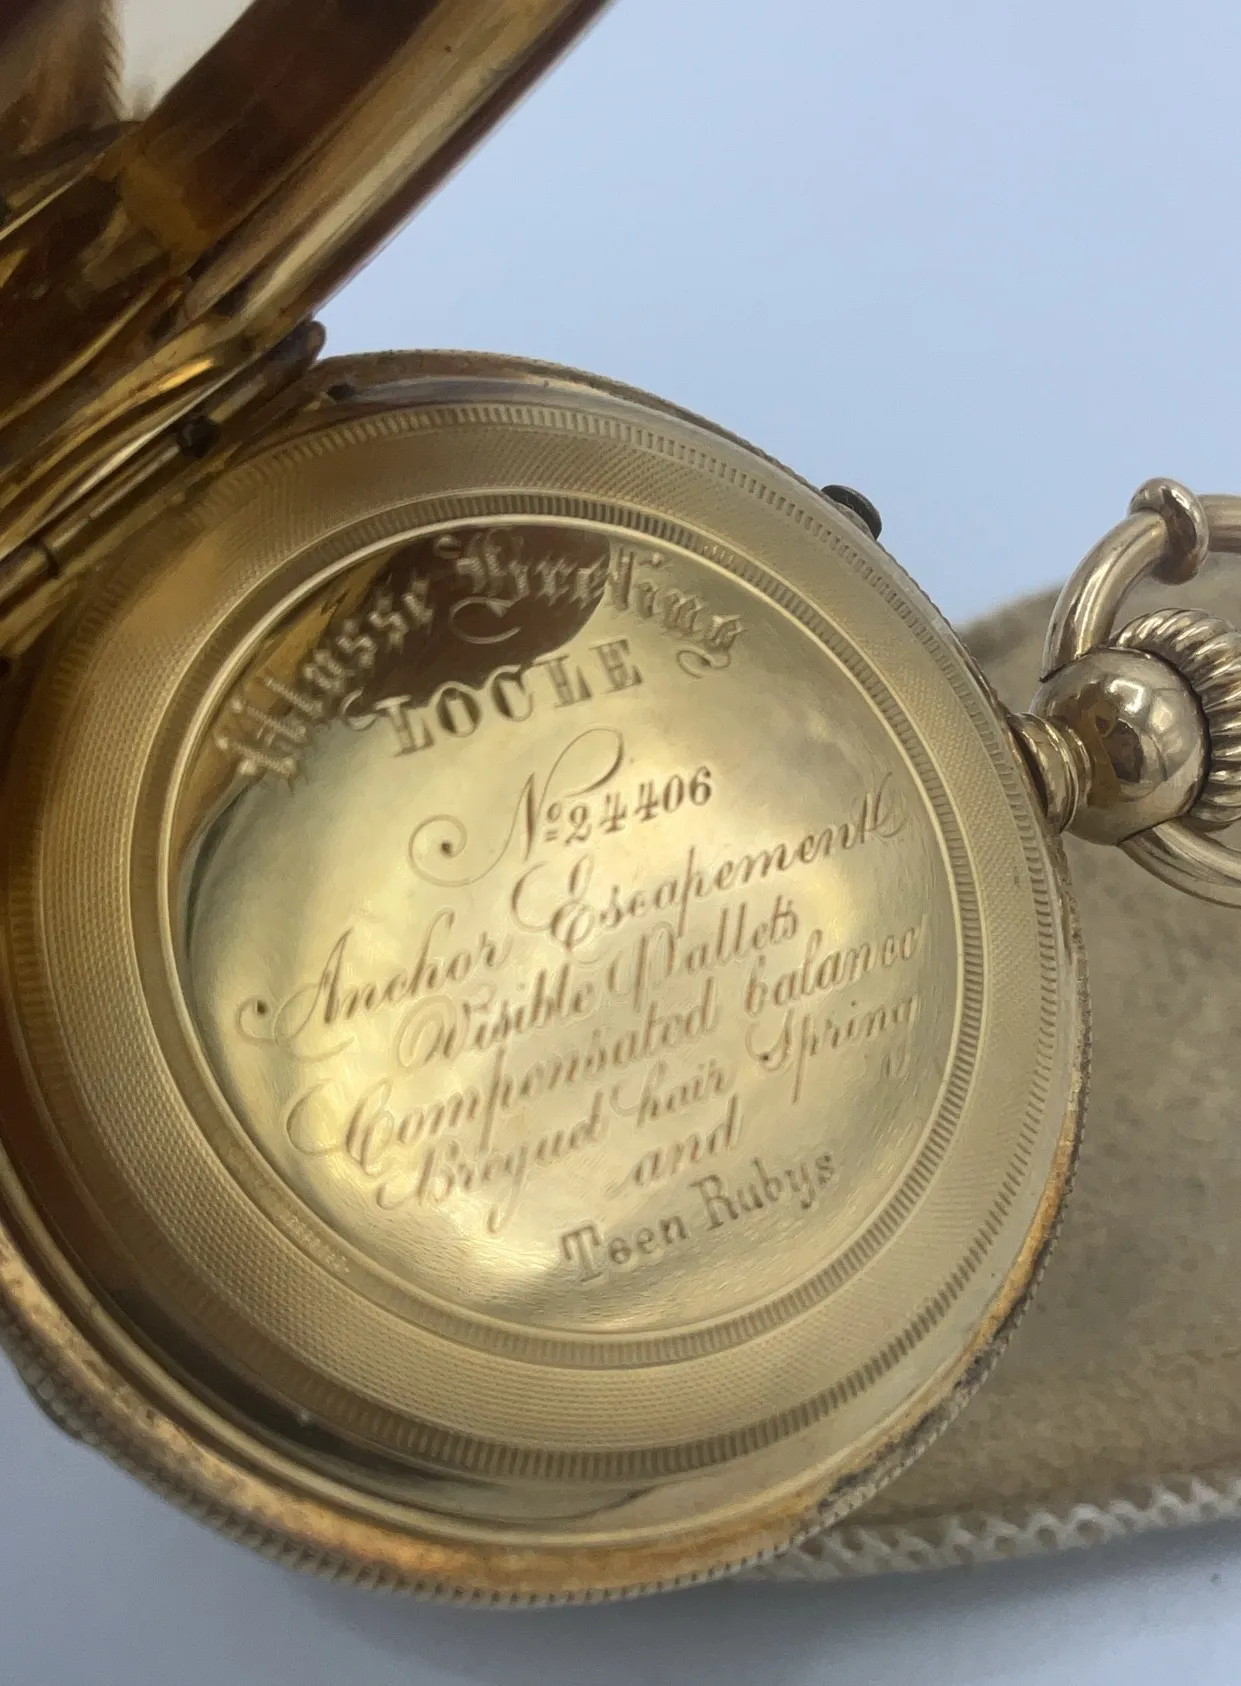 Ulysse Breting
LOCLE
Nº 24406
Anchor Escapement
Visible Pallets
Compensated balance
Breguet hair Spring
and
Teen Rubys